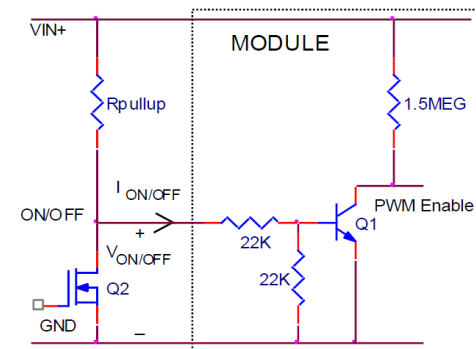 VIN+
MODULE
Rpullup
1.5MEG
I ON/OFF
ON/OFF
+
PWM Enable
Q1
22K
V ON/OFF
22K
Q2
GND
–